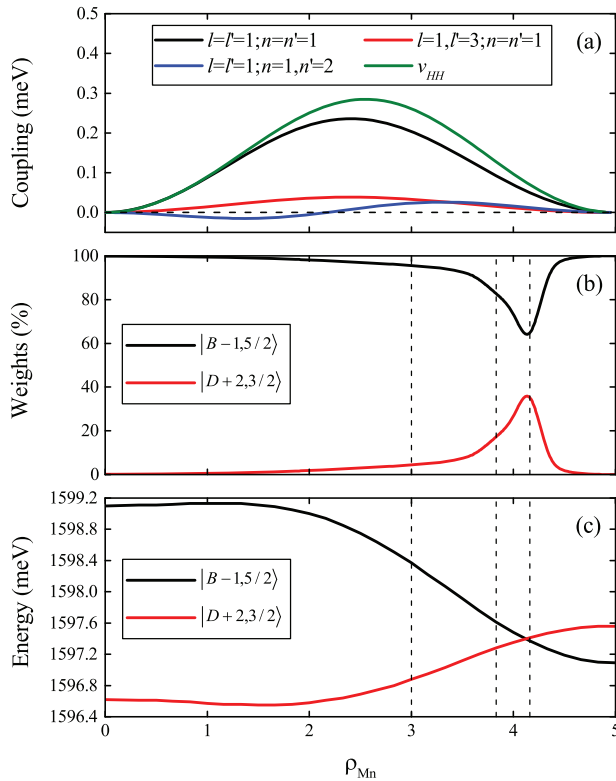 0.5
0.4
0.3
0.2
0.1
0.0
Coupling (meV)
l=l'=1;n=n'=1
l=1,l'=3;n=n'=1
l=l'=1;n=1,n'=2
v_HH
(a)
100
80
60
40
20
0
Weights (%)
|B−1,5/2⟩
|D+2,3/2⟩
(b)
1599.2
1598.8
1598.4
1598.0
1597.6
1597.2
1596.8
1596.4
Energy (meV)
|B−1,5/2⟩
|D+2,3/2⟩
(c)
0 1 2 3 4 5
ρ_Mn